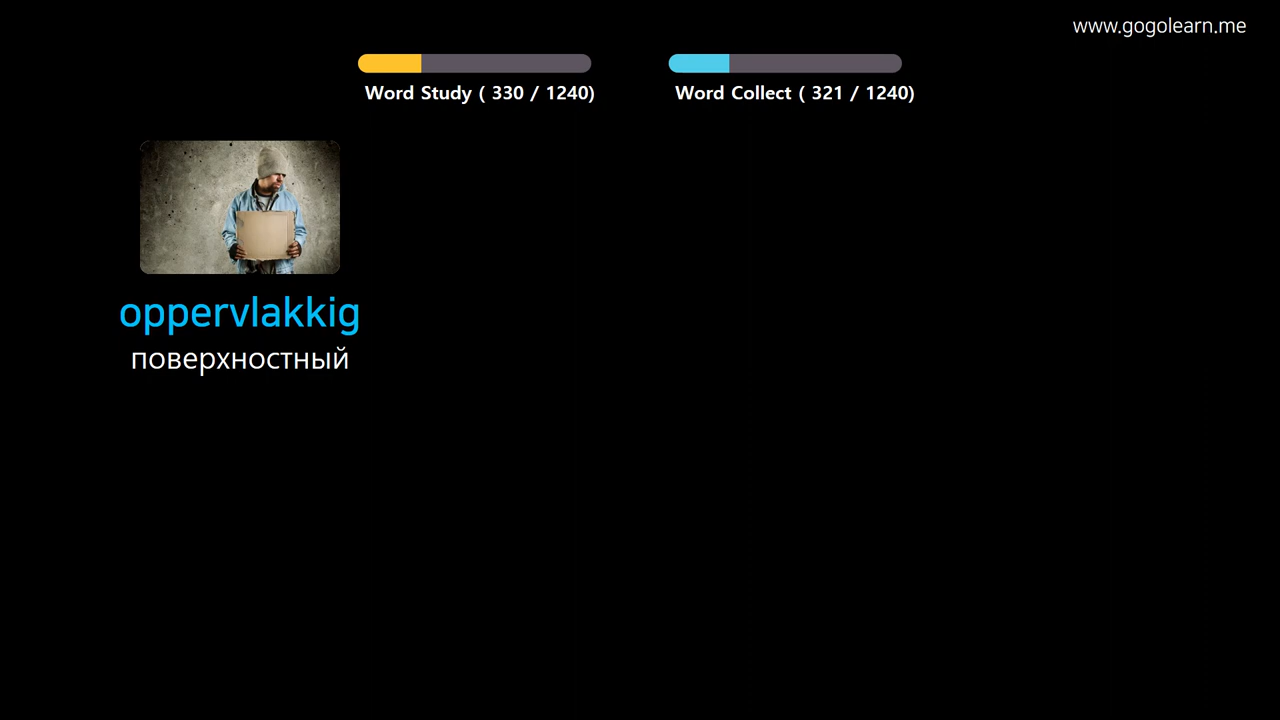 www.gogolearn.me
Word Study ( 330 / 1240)
Word Collect ( 321 / 1240)
oppervlakkig
поверхностный